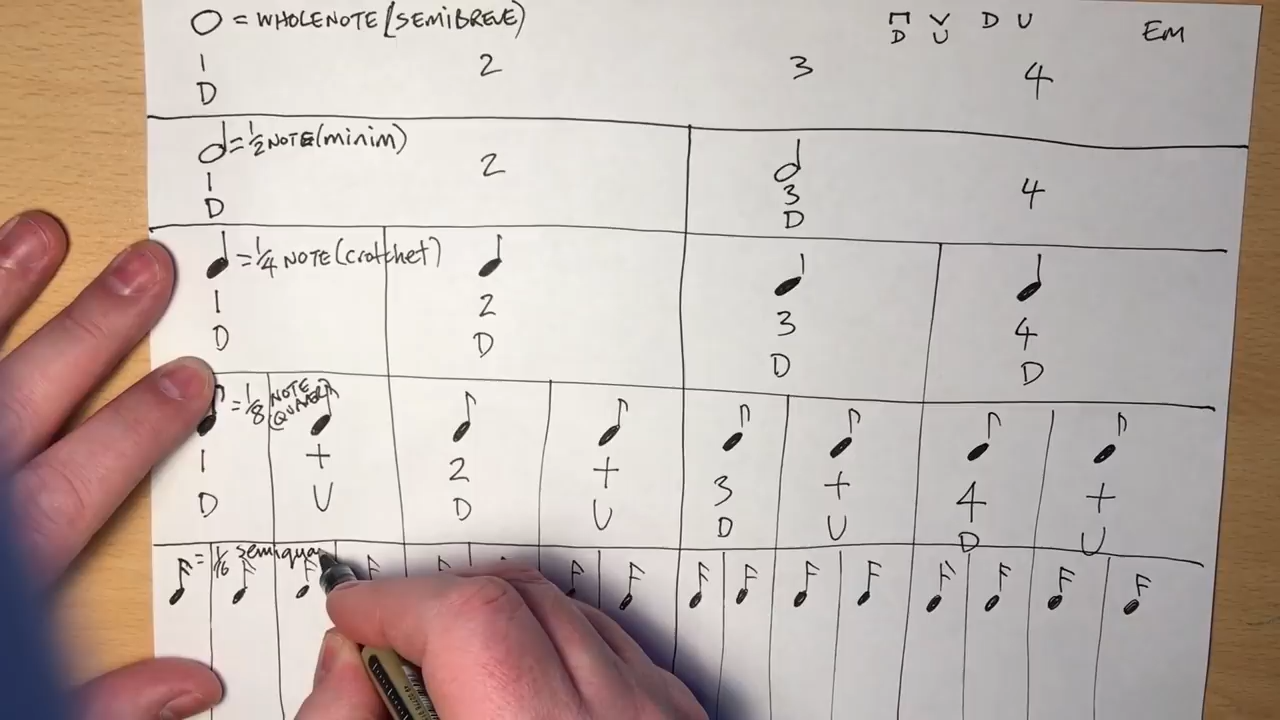 = WHOLENOTE (SEMIBREVE)
D U
D U
Em
1 2 3 4
D
= 1/2 NOTE (minim)
1 2 3 4
D D
= 1/4 NOTE (crotchet)
1 2 3 4
D D D D
= 1/8 NOTE QUAVER
1 + 2 + 3 + 4 +
D U D U D U D U
= 1/16 semiqua